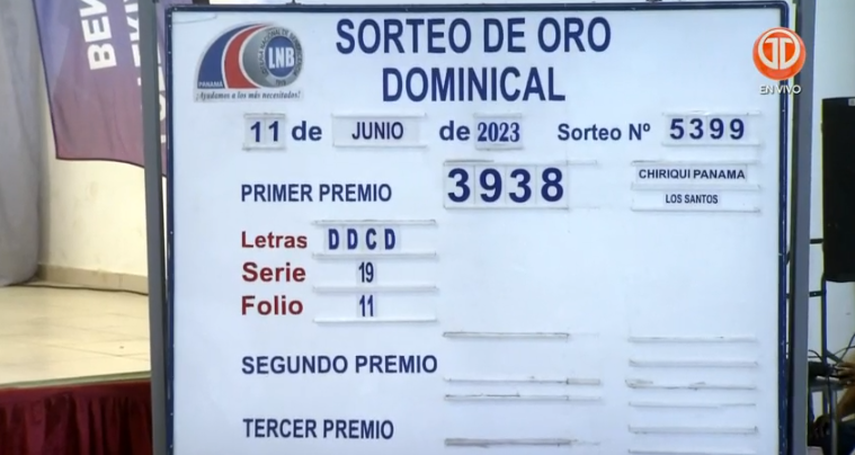 SORTEO DE ORO
DOMINICAL
LNB
PANAMÁ
¡Ayudamos a los más necesitados!
EN VIVO
11 de JUNIO de 2023 Sorteo Nº 5399
PRIMER PREMIO 3938 CHIRIQUI PANAMA
LOS SANTOS
Letras DDCD
Serie 19
Folio 11
SEGUNDO PREMIO
TERCER PREMIO